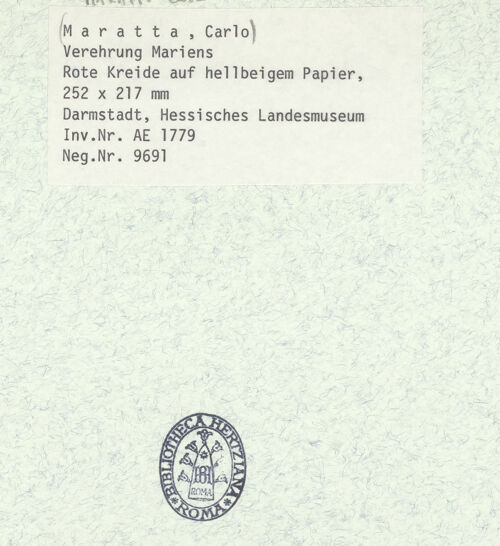 (M a r a t t a , Carlo)
Verehrung Mariens
Rote Kreide auf hellbeigem Papier,
252 x 217 mm
Darmstadt, Hessisches Landesmuseum
Inv.Nr. AE 1779
Neg.Nr. 9691
BIBLIOTHECA HERTZIANA
ROMA
*ROMA*